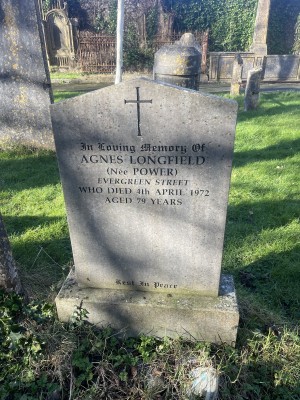 In Loving Memory Of
AGNES LONGFIELD
(Nee POWER)
EVERGREEN STREET
WHO DIED 4th APRIL 1972
AGED 79 YEARS
Rest In Peace